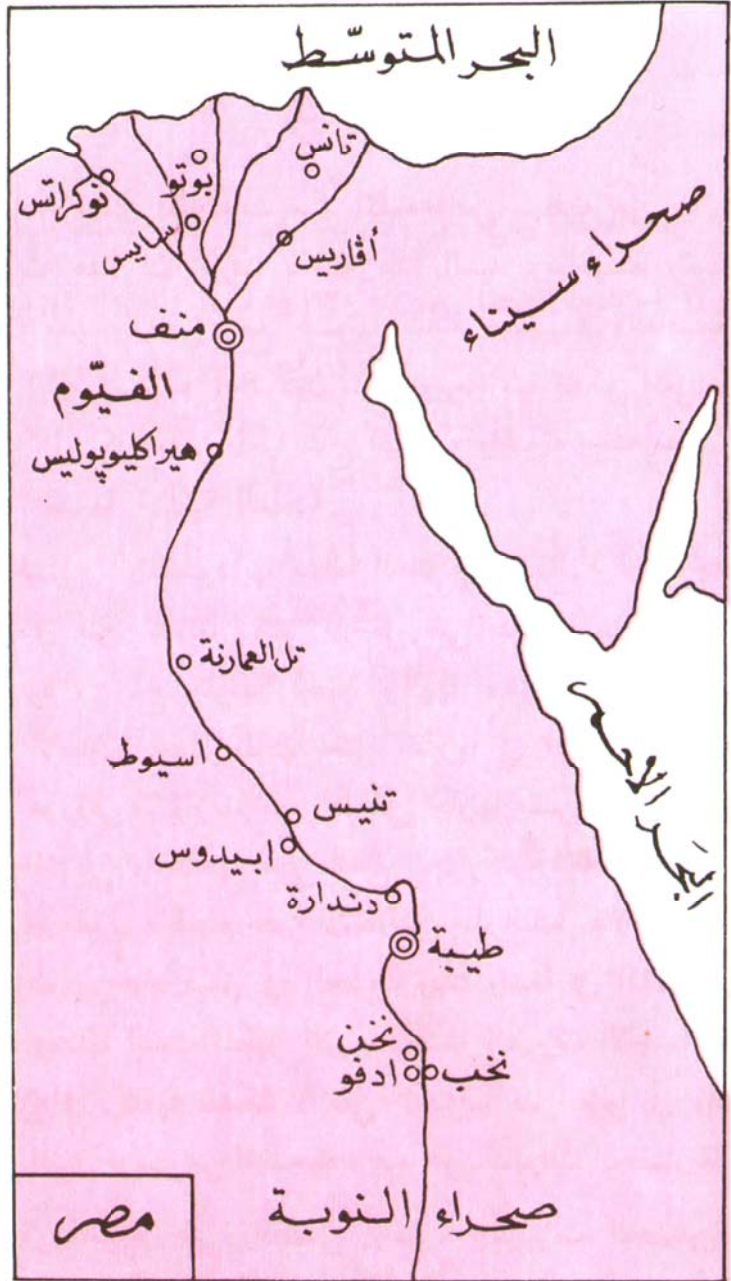 البحر المتوسّط
تانس
بوتو
نوكراتس
سايس
أڤاريس
صحراء سيناء
منف
الفيّوم
هيراكليوپوليس
تل العمارنة
اسيوط
تنيس
ابيدوس
دندارة
طيبة
البحر الأحمر
نخن
ادفو
نخب
صحراء النوبة
مصر